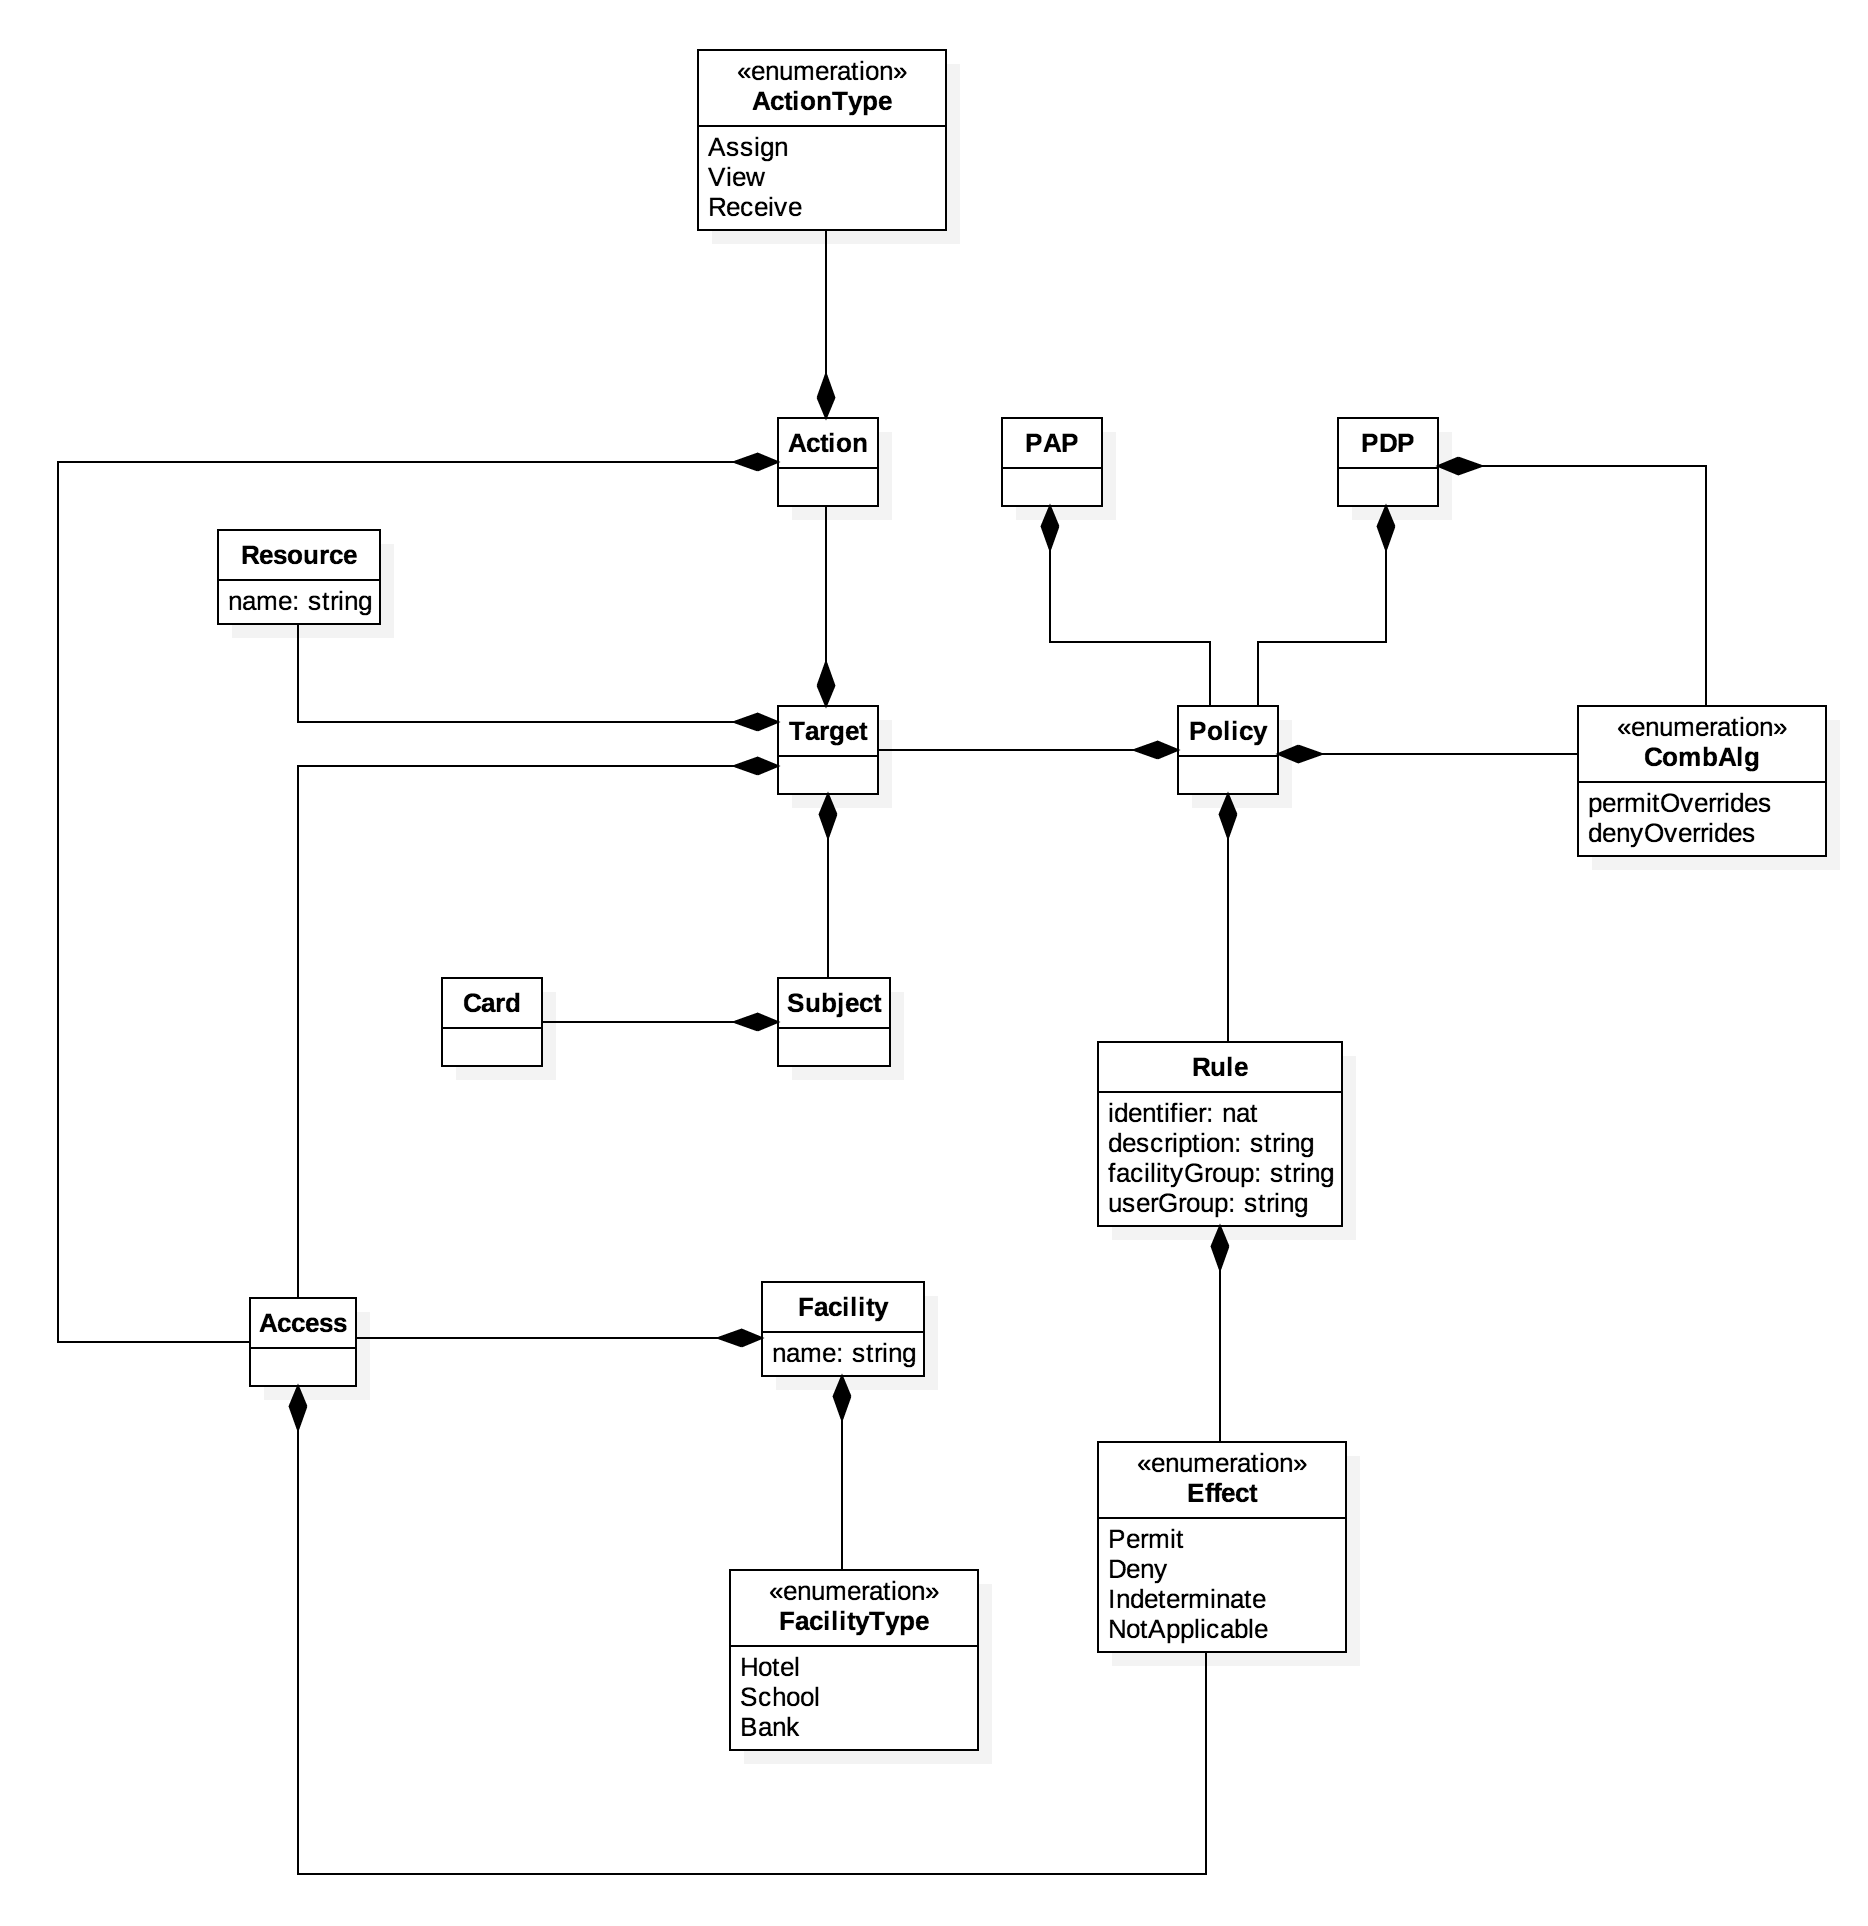 «enumeration»
ActionType
Assign
View
Receive
Action
PAP
PDP
Resource
name: string
Target
Policy
«enumeration»
CombAlg
permitOverrides
denyOverrides
Card
Subject
Rule
identifier: nat
description: string
facilityGroup: string
userGroup: string
Access
Facility
name: string
«enumeration»
Effect
Permit
Deny
Indeterminate
NotApplicable
«enumeration»
FacilityType
Hotel
School
Bank